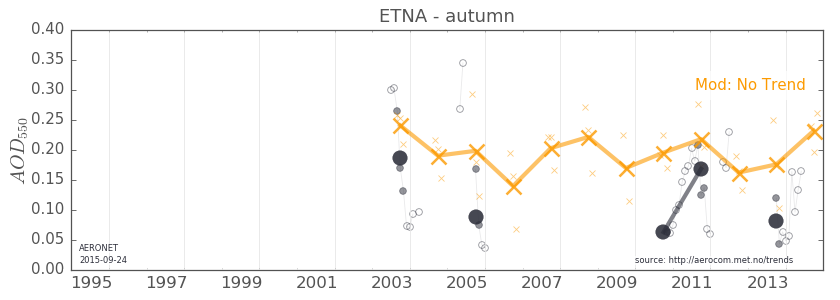 ETNA - autumn
0.40
0.35
0.30
0.25
0.20
0.15
0.10
0.05
0.00
AOD550
Mod: No Trend
AERONET
2015-09-24
source: http://aerocom.met.no/trends
1995 1997 1999 2001 2003 2005 2007 2009 2011 2013